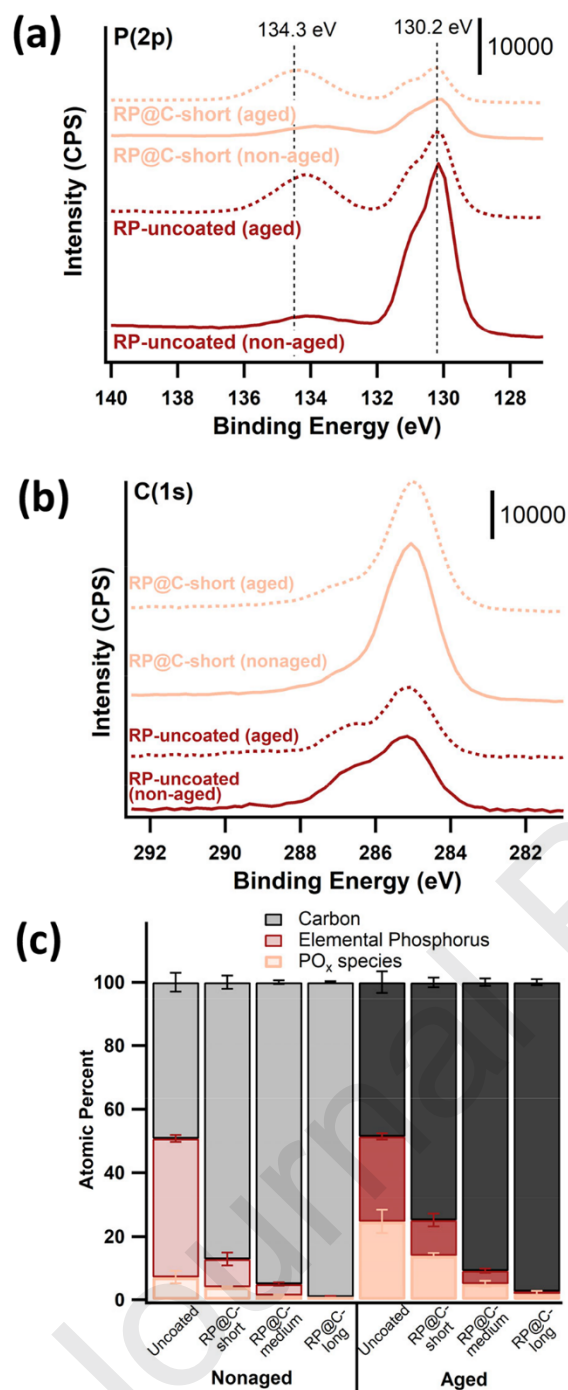 (a)
P(2p)
134.3 eV
130.2 eV
10000
RP@C-short (aged)
RP@C-short (non-aged)
RP-uncoated (aged)
RP-uncoated (non-aged)
Intensity (CPS)
140 138 136 134 132 130 128
Binding Energy (eV)
(b)
C(1s)
10000
RP@C-short (aged)
RP@C-short (nonaged)
RP-uncoated (aged)
RP-uncoated
(non-aged)
Intensity (CPS)
292 290 288 286 284 282
Binding Energy (eV)
(c)
Carbon
Elemental Phosphorus
POx species
100
80
60
40
20
0
Atomic Percent
Uncoated
RP@C-
short
RP@C-
medium
RP@C-
long
Uncoated
RP@C-
short
RP@C-
medium
RP@C-
long
Nonaged
Aged
Journal P